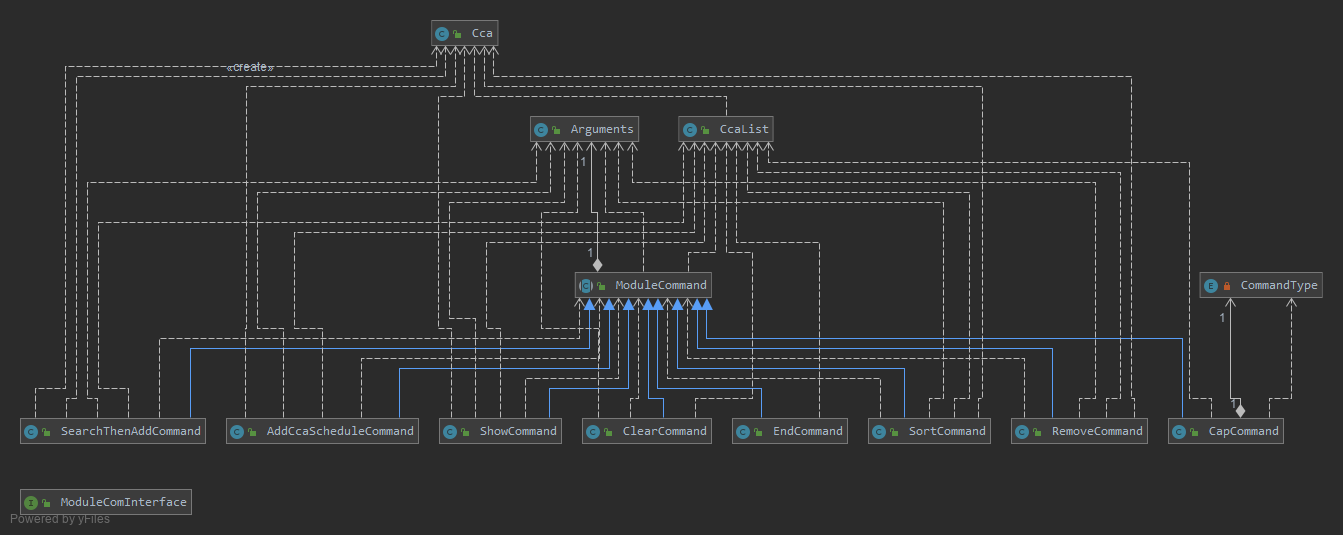 Cca
«create»
Arguments
CcaList
1
1
ModuleCommand
CommandType
1
1
SearchThenAddCommand
AddCcaScheduleCommand
ShowCommand
ClearCommand
EndCommand
SortCommand
RemoveCommand
CapCommand
ModuleComInterface
Powered by yFiles